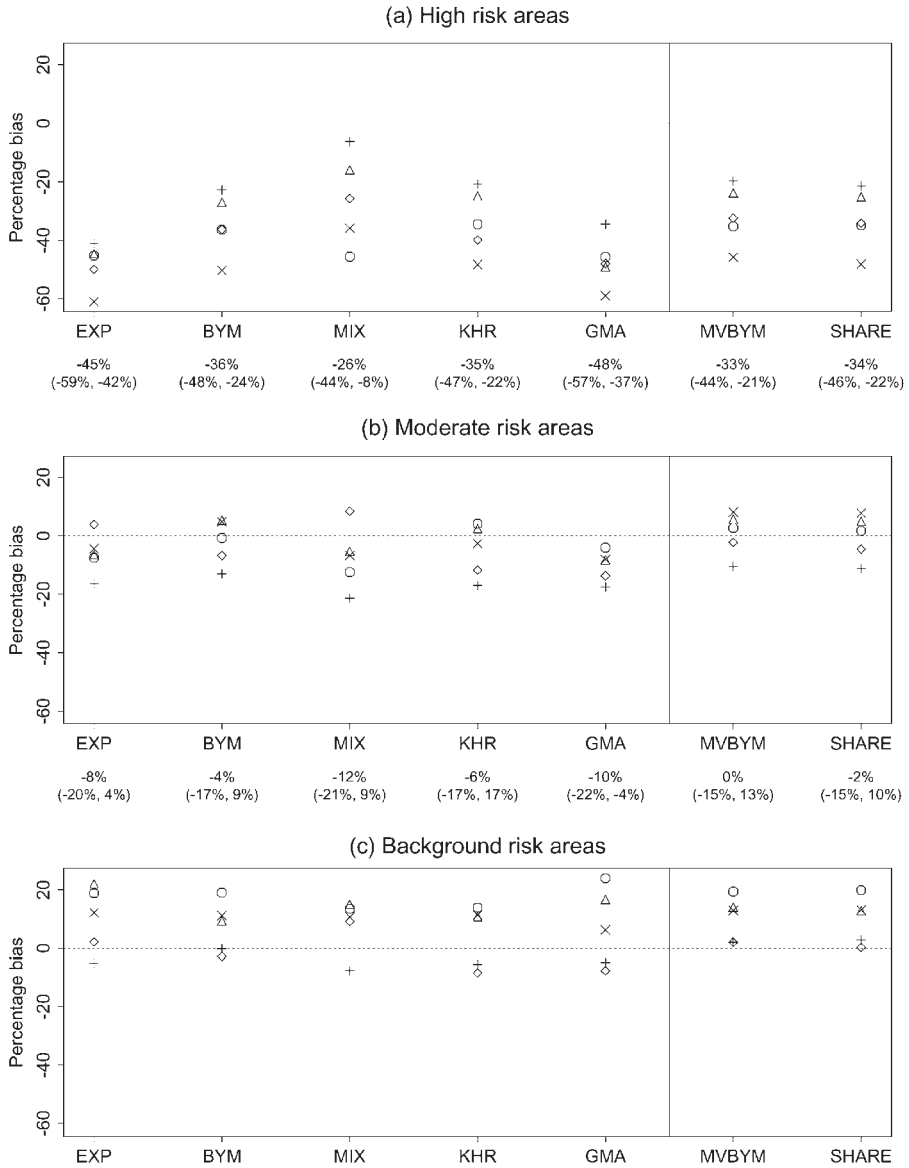 (a) High risk areas
Percentage bias
20
0
-20
-40
-60
EXP BYM MIX KHR GMA MVBYM SHARE
-45% -36% -26% -35% -48% -33% -34%
(-59%, -42%) (-48%, -24%) (-44%, -8%) (-47%, -22%) (-57%, -37%) (-44%, -21%) (-46%, -22%)
(b) Moderate risk areas
Percentage bias
20
0
-20
-40
-60
EXP BYM MIX KHR GMA MVBYM SHARE
-8% -4% -12% -6% -10% 0% -2%
(-20%, 4%) (-17%, 9%) (-21%, 9%) (-17%, 17%) (-22%, -4%) (-15%, 13%) (-15%, 10%)
(c) Background risk areas
Percentage bias
20
0
-20
-40
-60
EXP BYM MIX KHR GMA MVBYM SHARE